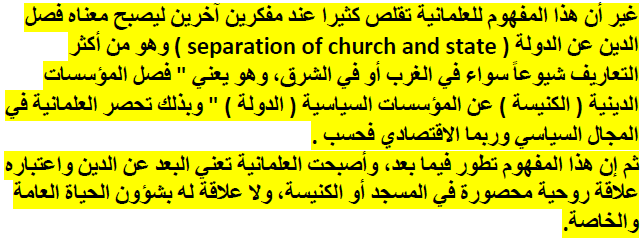 غير أن هذا المفهوم للعلمانية تقلص كثيرا عند مفكرين آخرين ليصبح معناه فصل
الدين عن الدولة ( separation of church and state ) وهو من أكثر
التعاريف شيوعاً سواء في الغرب أو في الشرق، وهو يعني " فصل المؤسسات
الدينية ( الكنيسة ) عن المؤسسات السياسية ( الدولة ) " وبذلك تحصر العلمانية في
المجال السياسي وربما الاقتصادي فحسب .
ثم إن هذا المفهوم تطور فيما بعد، وأصبحت العلمانية تعني البعد عن الدين واعتباره
علاقة روحية محصورة في المسجد أو الكنيسة، ولا علاقة له بشؤون الحياة العامة
والخاصة.